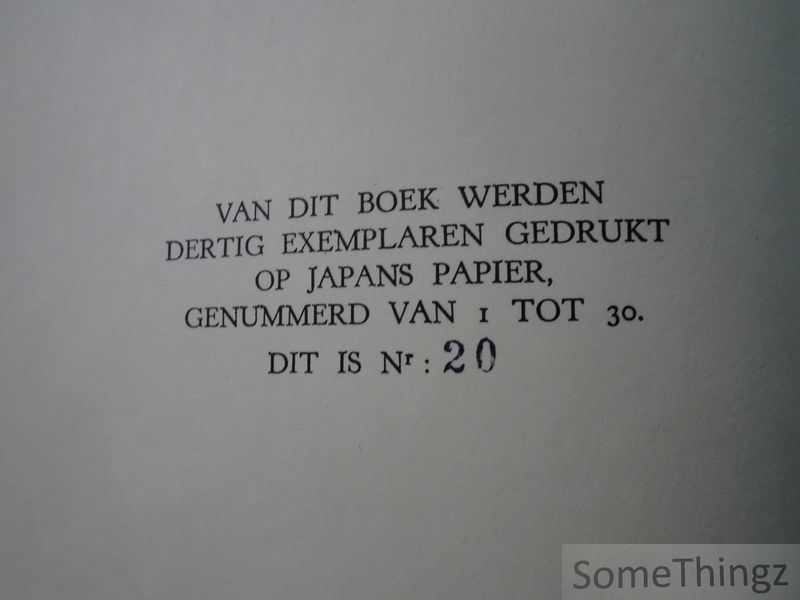 VAN DIT BOEK WERDEN
DERTIG EXEMPLAREN GEDRUKT
OP JAPANS PAPIER,
GENUMMERD VAN 1 TOT 30.
DIT IS Nr: 20
SomeThingz